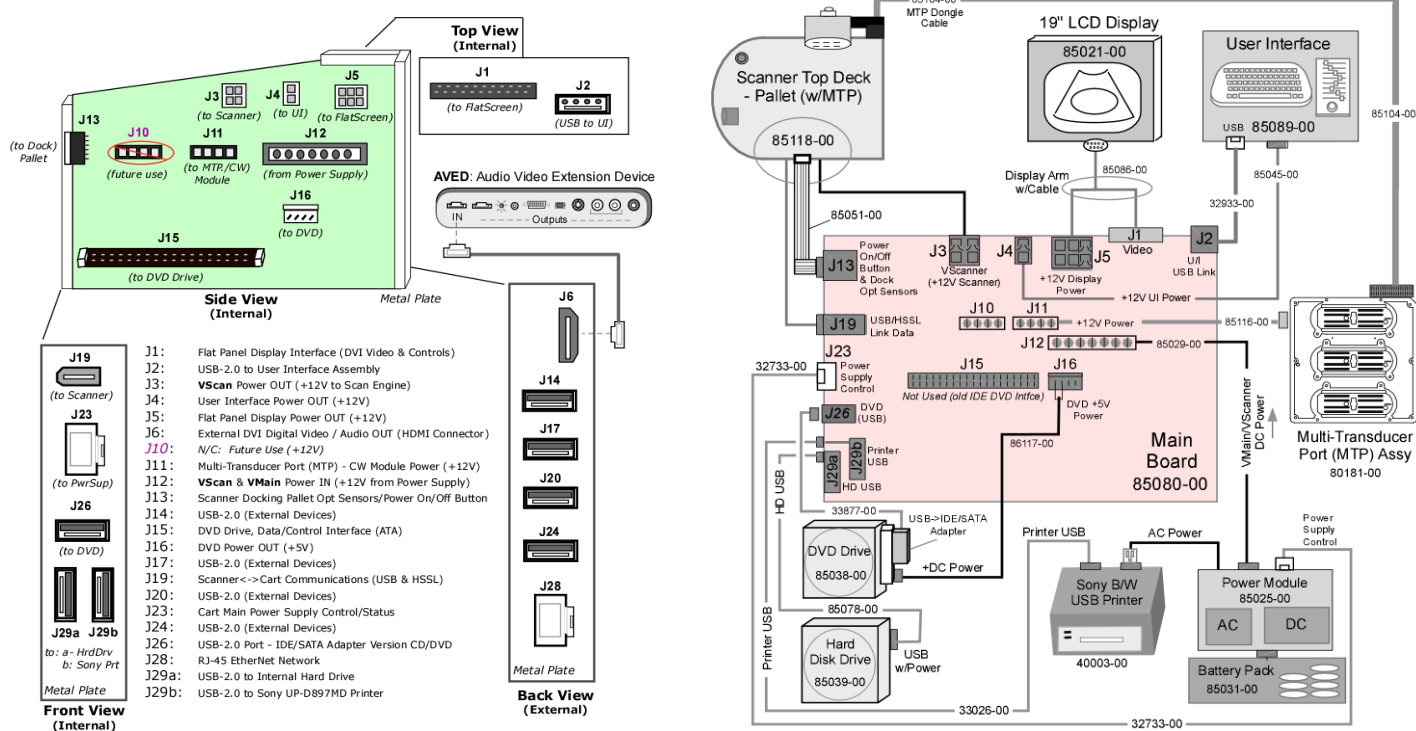 Top View
(Internal)
J1
(to FlatScreen)
J2
(USB to UI)
J3
(to Scanner)
J4
(to UI)
J5
(to FlatScreen)
J13
(to Dock)
Pallet
J10
(future use)
J11
(to MTP./CW)
Module
J12
(from Power Supply)
J16
(to DVD)
J15
(to DVD Drive)
Side View
(Internal)
Metal Plate
AVED: Audio Video Extension Device
IN
Outputs
J19
(to Scanner)
J23
(to PwrSup)
J26
(to DVD)
J29a
J29b
to: a- HrdDrv
b: Sony Prt
Metal Plate
Front View
(Internal)
J1: Flat Panel Display Interface (DVI Video & Controls)
J2: USB-2.0 to User Interface Assembly
J3: VScan Power OUT (+12V to Scan Engine)
J4: User Interface Power OUT (+12V)
J5: Flat Panel Display Power OUT (+12V)
J6: External DVI Digital Video / Audio OUT (HDMI Connector)
J10: N/C: Future Use (+12V)
J11: Multi-Transducer Port (MTP) - CW Module Power (+12V)
J12: VScan & VMain Power IN (+12V from Power Supply)
J13: Scanner Docking Pallet Opt Sensors/Power On/Off Button
J14: USB-2.0 (External Devices)
J15: DVD Drive, Data/Control Interface (ATA)
J16: DVD Power OUT (+5V)
J17: USB-2.0 (External Devices)
J19: Scanner<->Cart Communications (USB & HSSL)
J20: USB-2.0 (External Devices)
J23: Cart Main Power Supply Control/Status
J24: USB-2.0 (External Devices)
J26: USB-2.0 Port - IDE/SATA Adapter Version CD/DVD
J28: RJ-45 EtherNet Network
J29a: USB-2.0 to Internal Hard Drive
J29b: USB-2.0 to Sony UP-D897MD Printer
J6
J14
J17
J20
J24
J28
Metal Plate
Back View
(External)
85104-00
MTP Dongle
Cable
Scanner Top Deck
- Pallet (w/MTP)
85118-00
85051-00
19" LCD Display
85021-00
Display Arm
w/Cable
85086-00
User Interface
USB
85089-00
85045-00
32933-00
85104-00
J13
Power
On/Off
Button
& Dock
Opt Sensors
J3
VScanner
(+12V Scanner)
J4
J5
+12V Display
Power
J1
Video
J2
U/I
USB Link
+12V UI Power
J19
USB/HSSL
Link Data
J10
J11
+12V Power
85116-00
J12
85029-00
32733-00
J23
Power
Supply
Control
J15
Not Used (old IDE DVD Intfce)
J16
DVD +5V
Power
J26
DVD
(USB)
86117-00
J29b
Printer
USB
J29a
HD USB
Main
Board
85080-00
VMain/VScanner
DC Power
Multi-Transducer
Port (MTP) Assy
80181-00
HD USB
33877-00
USB->IDE/SATA
Adapter
DVD Drive
85038-00
+DC Power
85078-00
Printer USB
Hard
Disk Drive
85039-00
USB
w/Power
Printer USB
AC Power
Sony B/W
USB Printer
40003-00
Power
Supply
Control
Power Module
85025-00
AC
DC
Battery Pack
85031-00
33026-00
32733-00